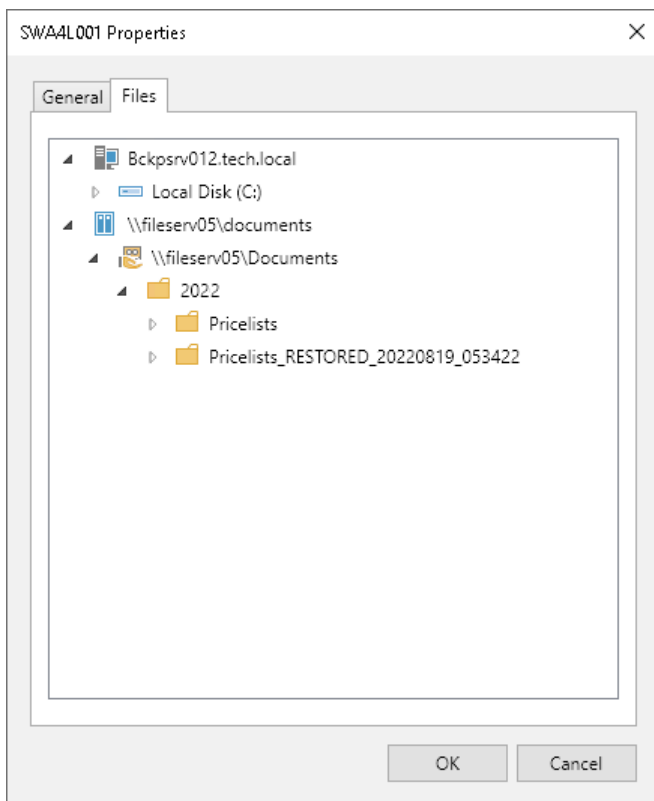 SWA4L001 Properties
General Files
Bckpsrv012.tech.local
Local Disk (C:)
\\fileserv05\documents
\\fileserv05\Documents
2022
Pricelists
Pricelists_RESTORED_20220819_053422
OK Cancel